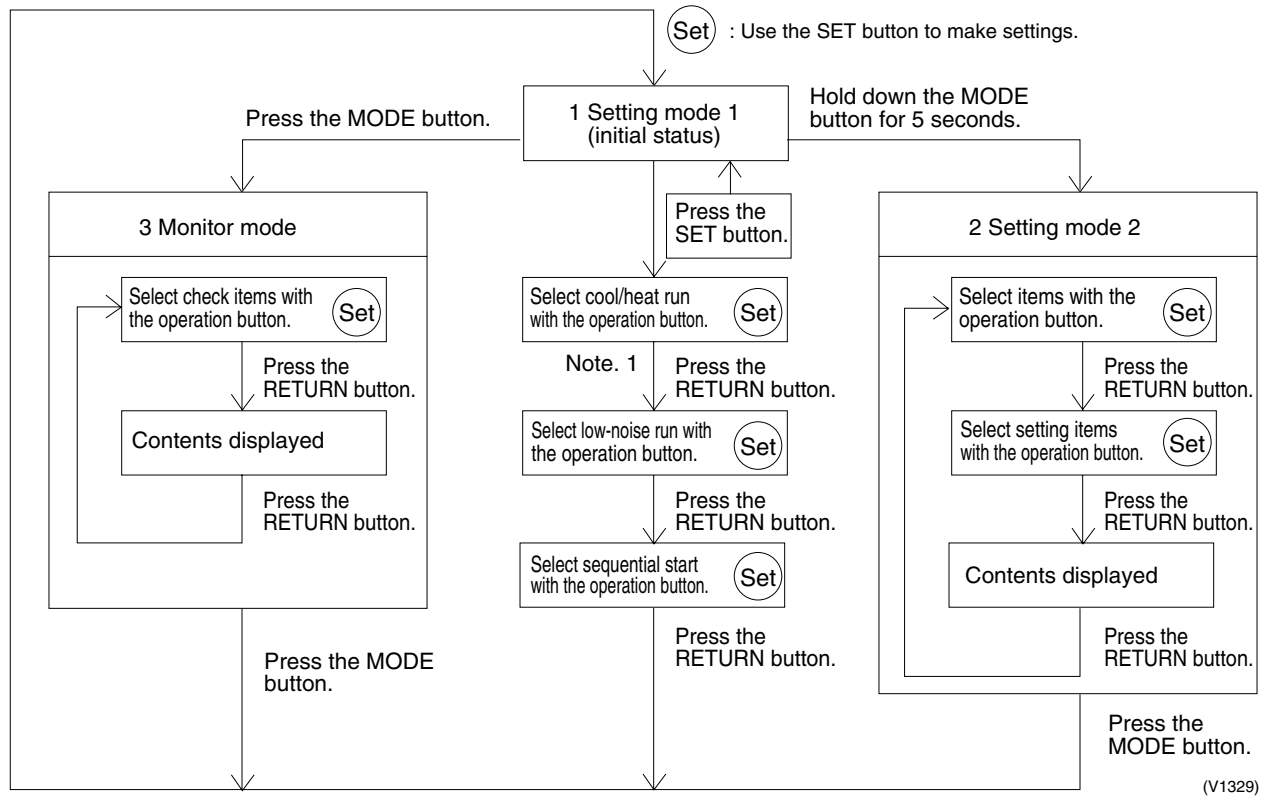 Set : Use the SET button to make settings.
Press the MODE button.
1 Setting mode 1
(initial status)
Hold down the MODE
button for 5 seconds.
Press the
SET button.
3 Monitor mode
Select check items with
the operation button.
Set
Press the
RETURN button.
Contents displayed
Press the
RETURN button.
Press the MODE
button.
Select cool/heat run
with the operation button.
Set
Note. 1
Press the
RETURN button.
Select low-noise run with
the operation button.
Set
Press the
RETURN button.
Select sequential start
with the operation button.
Set
Press the
RETURN button.
2 Setting mode 2
Select items with the
operation button.
Set
Press the
RETURN button.
Select setting items
with the operation button.
Set
Press the
RETURN button.
Contents displayed
Press the
RETURN button.
Press the
MODE button.
(V1329)